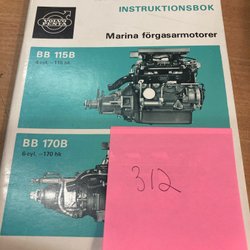 INSTRUKTIONSBOK
VOLVO
PENTA
Marina förgasarmotorer
BB 115B
4-cyl. –115 hk
BB 170B
6-cyl. –170 hk
312